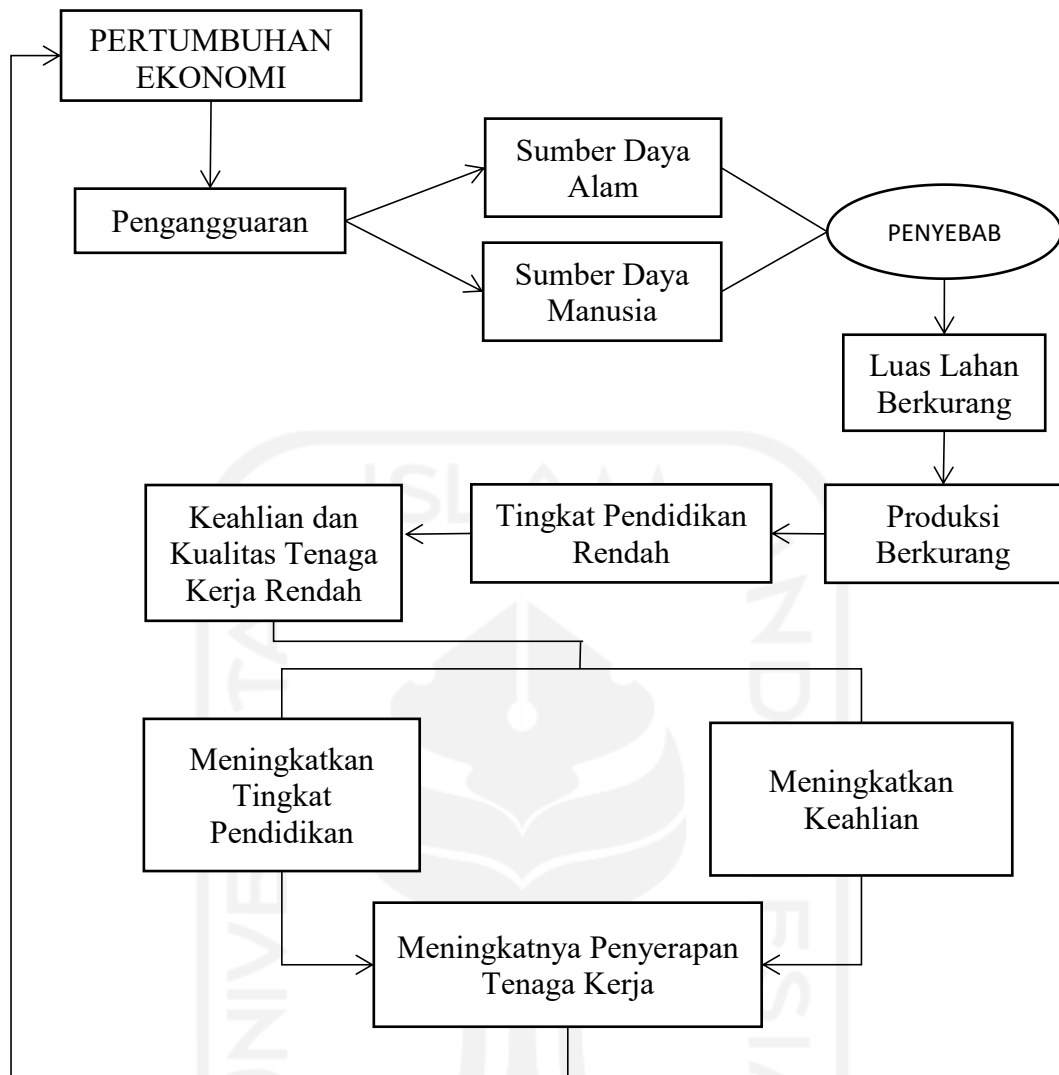 PERTUMBUHAN
EKONOMI
Pengangguaran
Sumber Daya
Alam
Sumber Daya
Manusia
PENYEBAB
Luas Lahan
Berkurang
Produksi
Berkurang
Tingkat Pendidikan
Rendah
Keahlian dan
Kualitas Tenaga
Kerja Rendah
Meningkatkan
Tingkat
Pendidikan
Meningkatkan
Keahlian
Meningkatnya Penyerapan
Tenaga Kerja